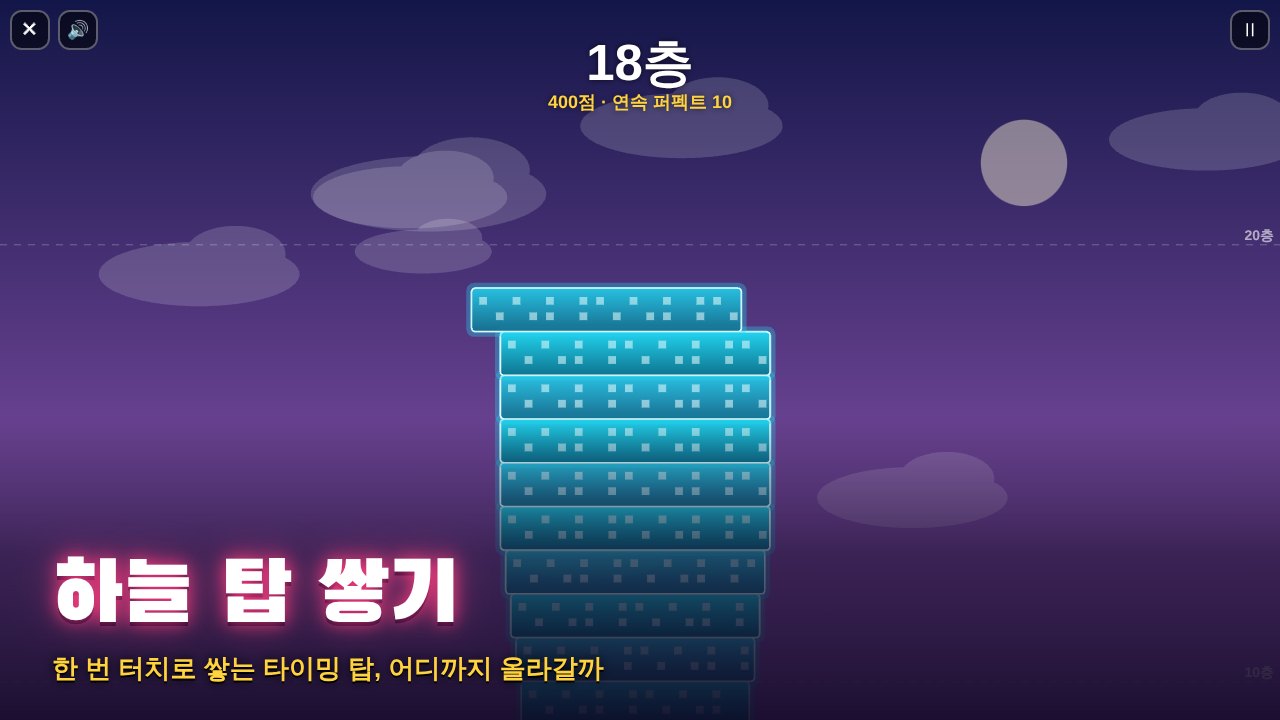 18층
400점 · 연속 퍼펙트 10
20층
하늘 탑 쌓기
한 번 터치로 쌓는 타이밍 탑, 어디까지 올라갈까
10층